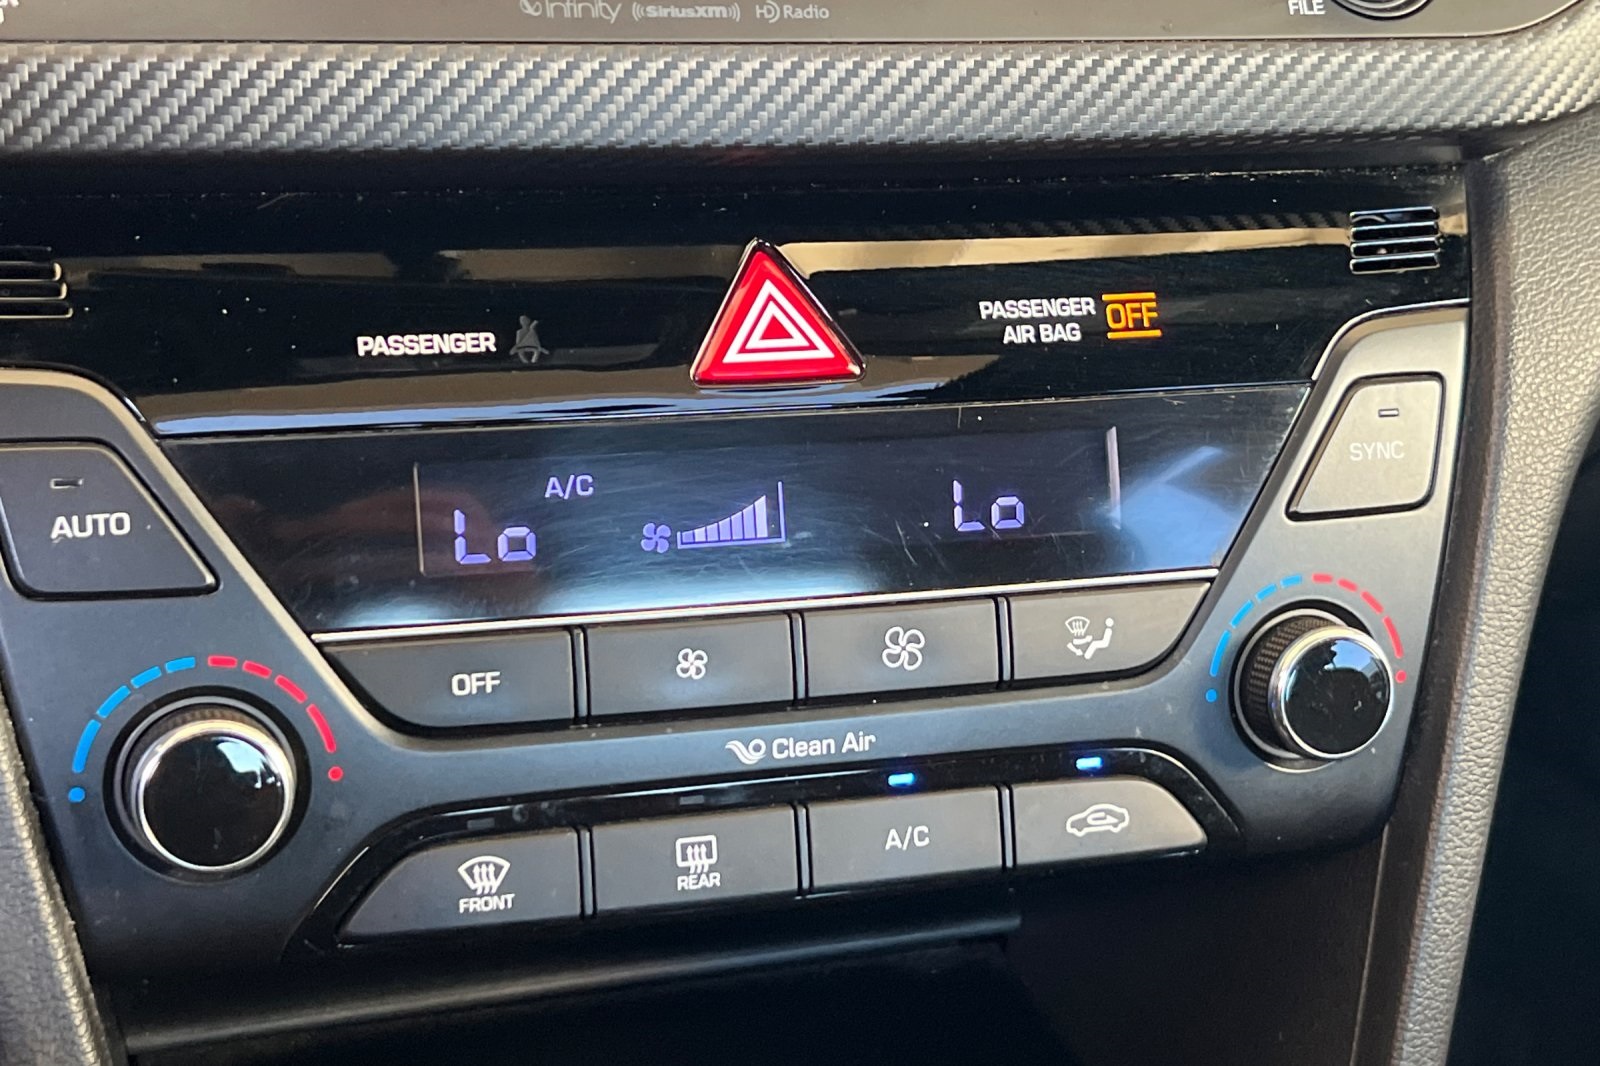 Infinity SiriusXM HD Radio
FILE
PASSENGER
PASSENGER
AIR BAG
OFF
AUTO
A/C
Lo
Lo
SYNC
OFF
Clean Air
FRONT
REAR
A/C